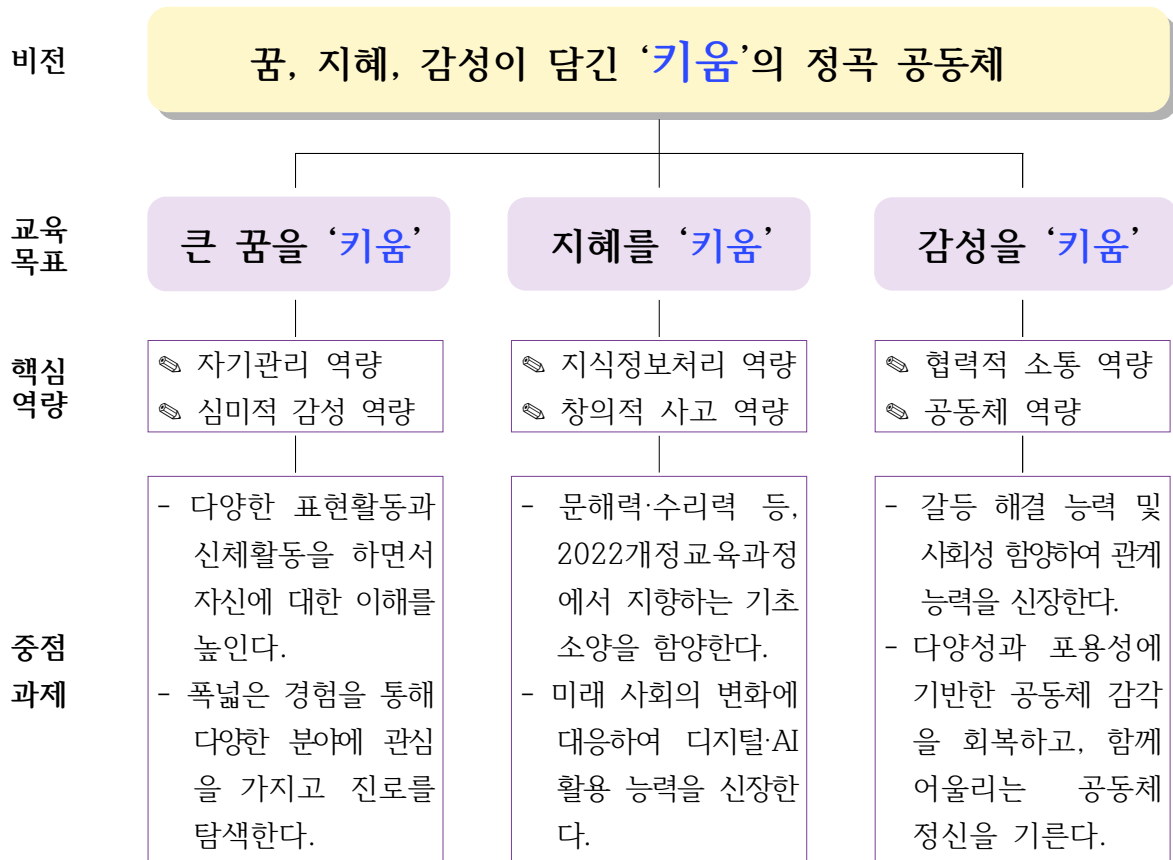 비전
꿈, 지혜, 감성이 담긴 ‘키움’의 정곡 공동체
교육
목표
큰 꿈을 ‘키움’
지혜를 ‘키움’
감성을 ‘키움’
핵심
역량
✎ 자기관리 역량
✎ 심미적 감성 역량
✎ 지식정보처리 역량
✎ 창의적 사고 역량
✎ 협력적 소통 역량
✎ 공동체 역량
중점
과제
- 다양한 표현활동과
신체활동을 하면서
자신에 대한 이해를
높인다.
- 폭넓은 경험을 통해
다양한 분야에 관심
을 가지고 진로를
탐색한다.
- 문해력·수리력 등,
2022개정교육과정
에서 지향하는 기초
소양을 함양한다.
- 미래 사회의 변화에
대응하여 디지털·AI
활용 능력을 신장한
다.
- 갈등 해결 능력 및
사회성 함양하여 관계
능력을 신장한다.
- 다양성과 포용성에
기반한 공동체 감각
을 회복하고, 함께
어울리는 공동체
정신을 기른다.